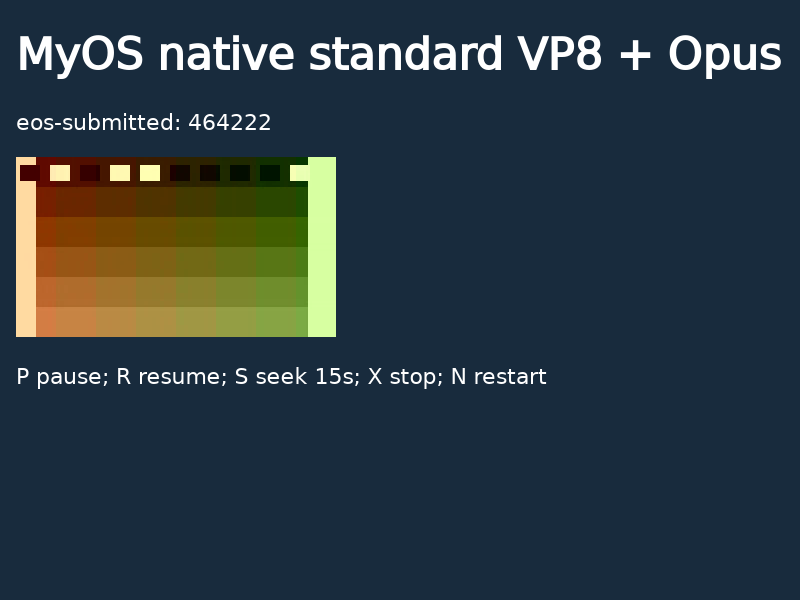 MyOS native standard VP8 + Opus
eos-submitted: 464222
P pause; R resume; S seek 15s; X stop; N restart